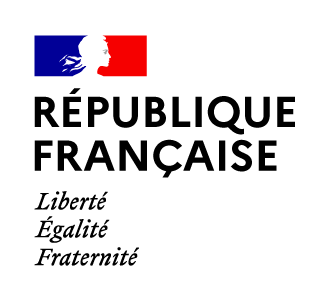 RÉPUBLIQUE
FRANÇAISE
Liberté
Égalité
Fraternité